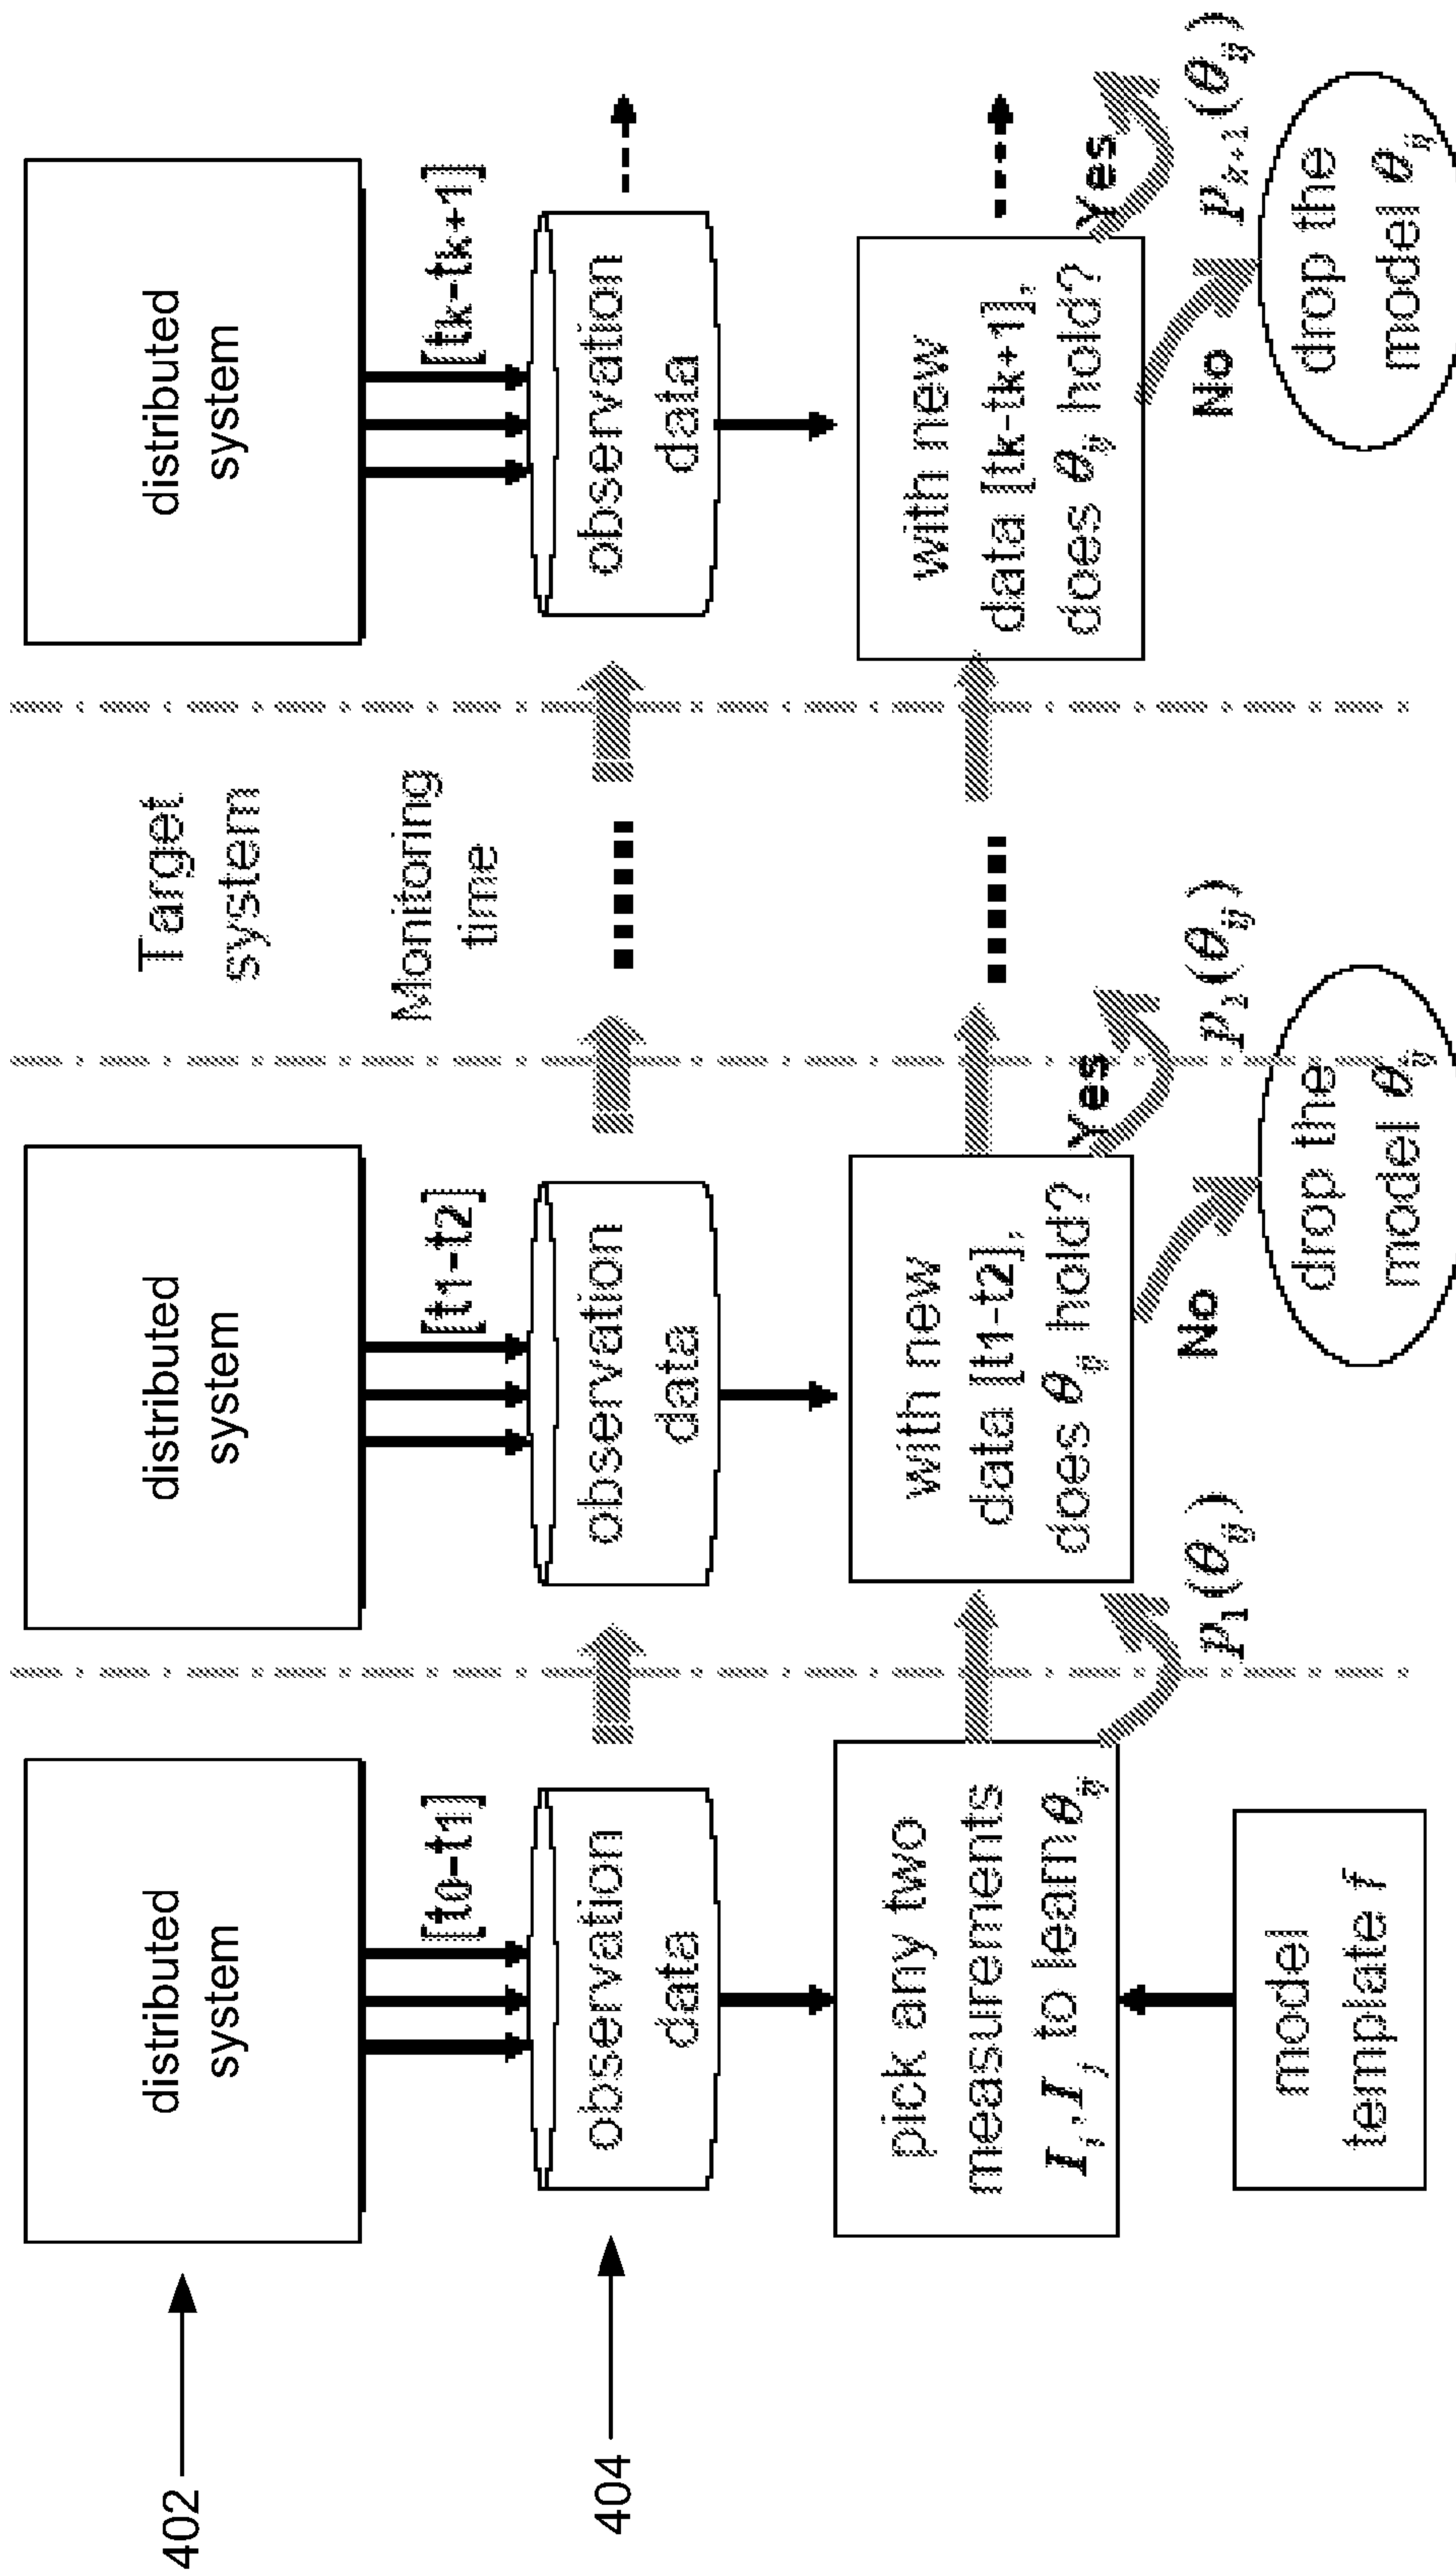 402
distributed
system
distributed
system
Target
system
distributed
system
[t0-t1]
[t1-t2]
Monitoring
time
[tk-tk+1]
404
observation
data
observation
data
observation
data
pick any two
measurements
I_i, I_j to learn θ_ij
with new
data [t1-t2],
does θ_ij hold?
with new
data [tk-tk+1],
does θ_ij hold?
Yes
Yes
p_1(θ_ij)
No
p_2(θ_ij)
No
p_k+1(θ_ij)
model
template f
drop the
model θ_ij
drop the
model θ_ij